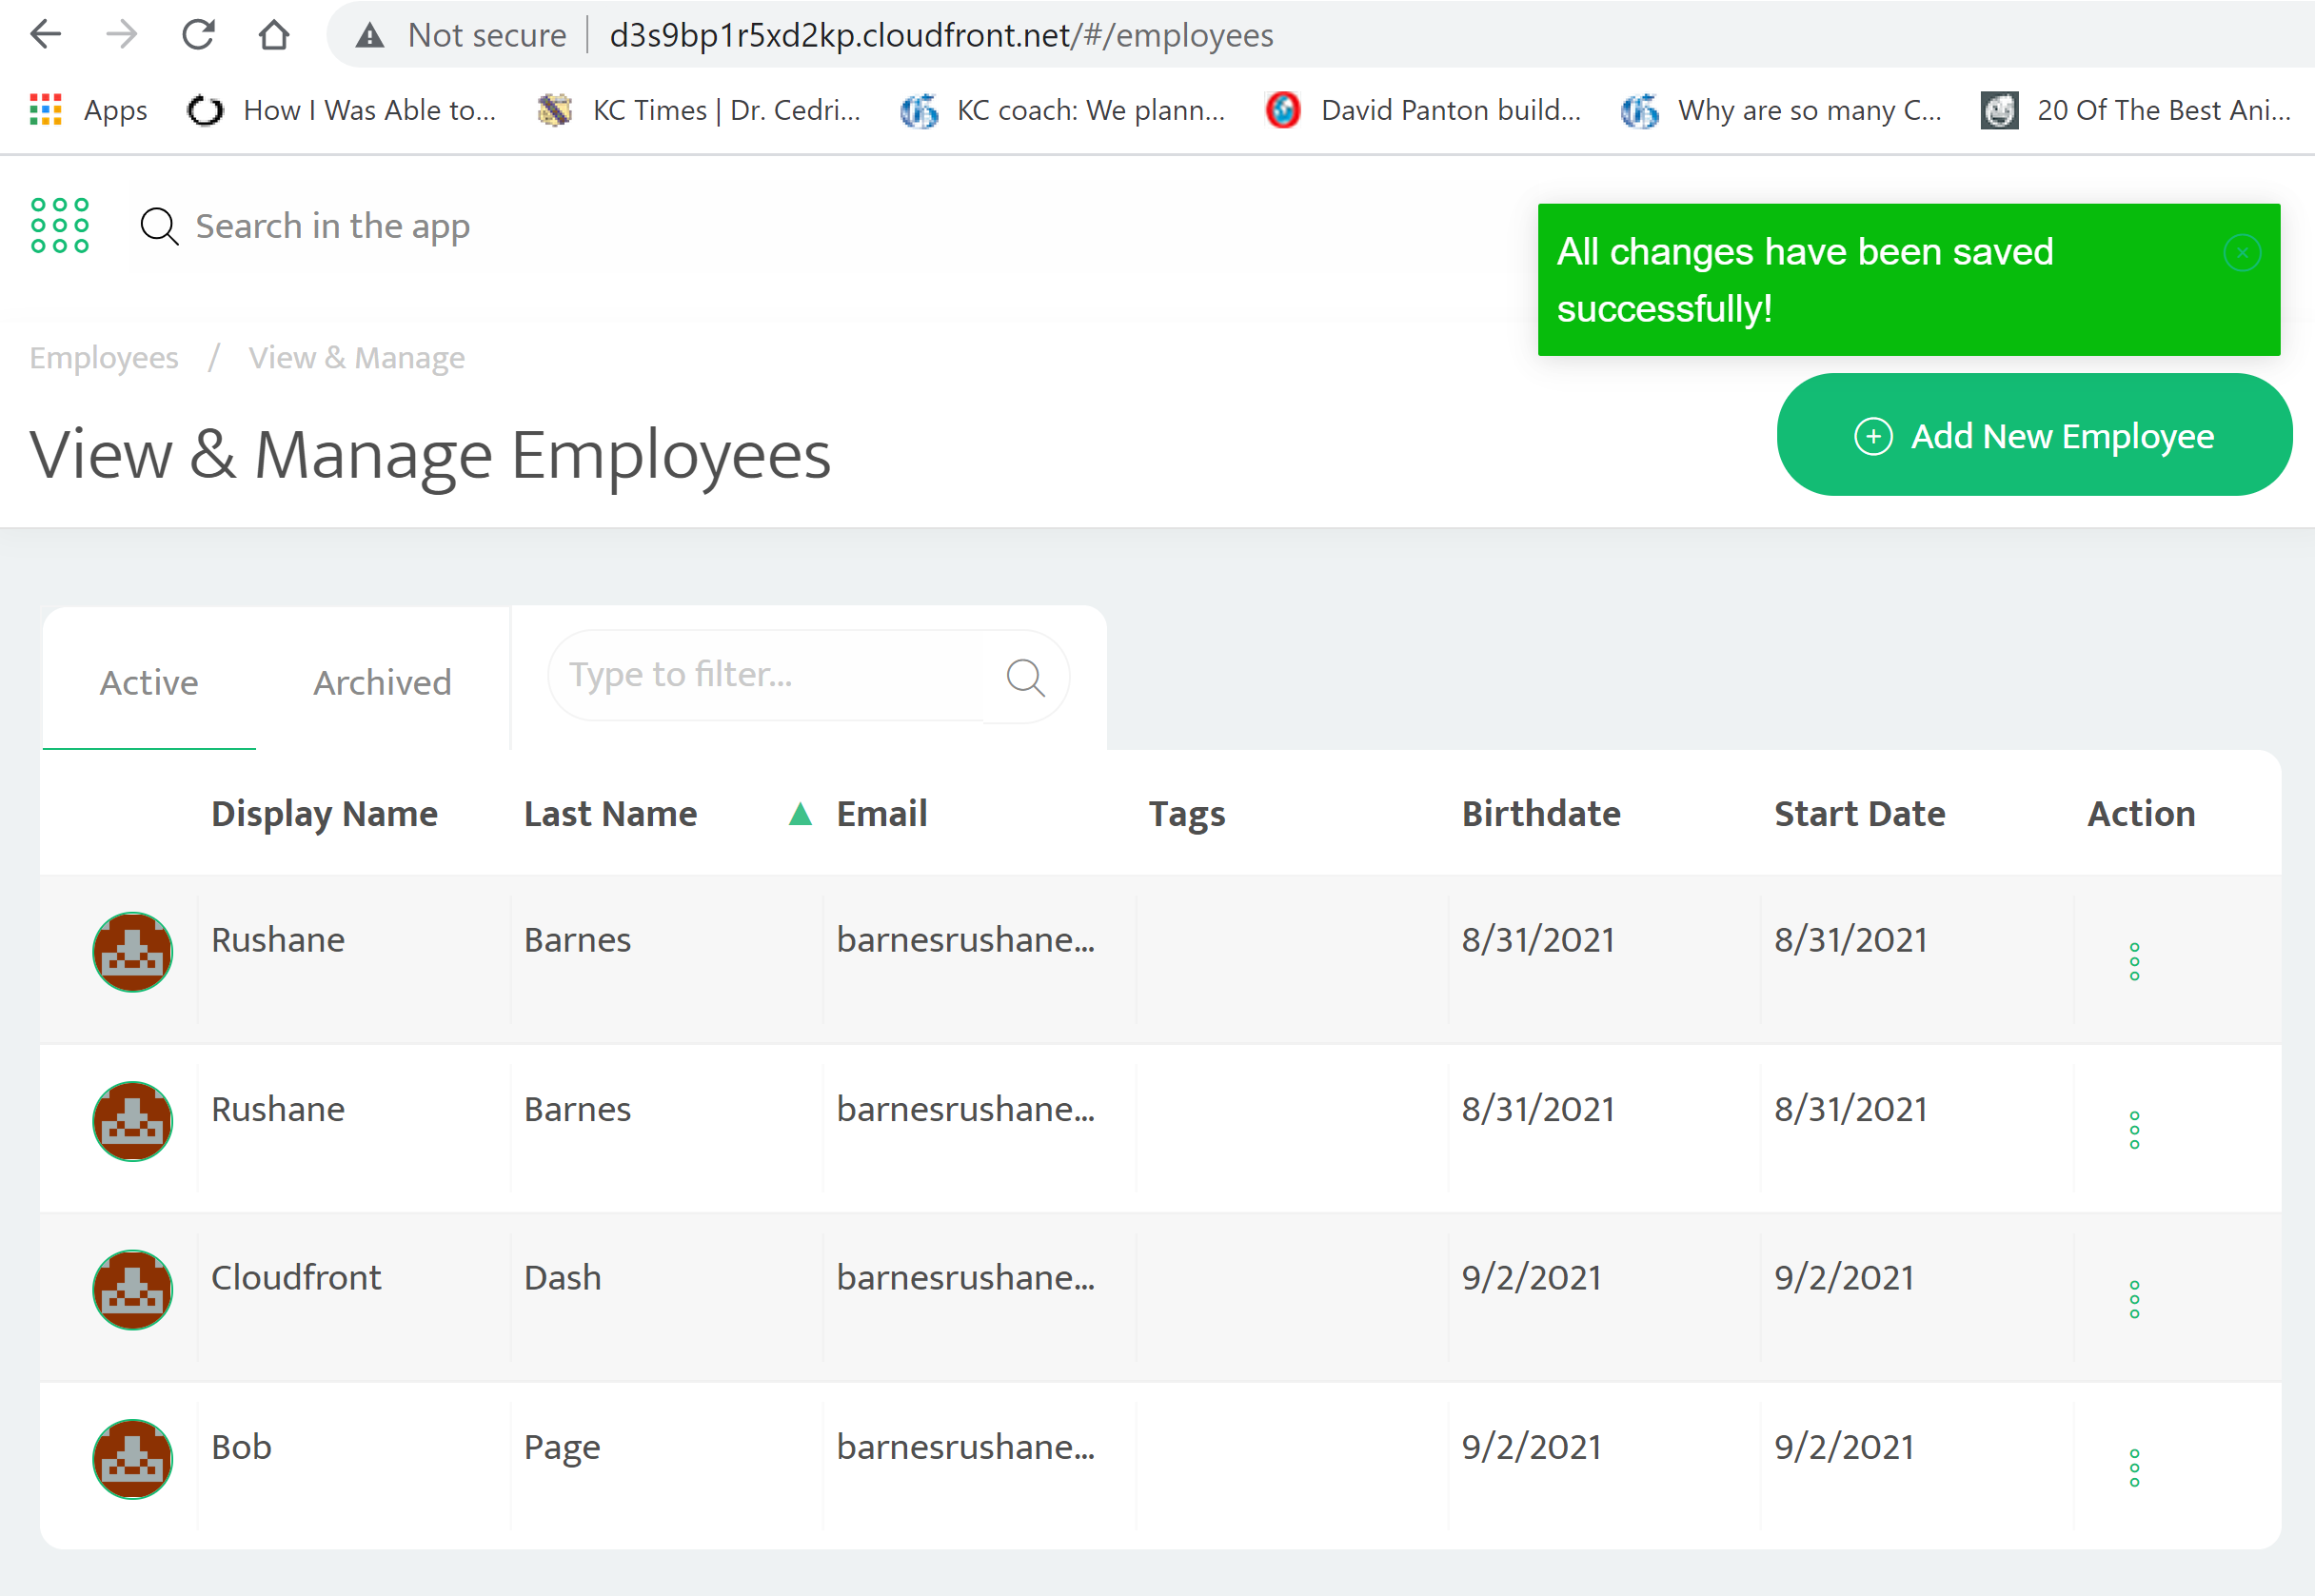 Not secure d3s9bp1r5xd2kp.cloudfront.net/#/employees
Apps How I Was Able to... KC Times | Dr. Cedri... KC coach: We plann... David Panton build... Why are so many C... 20 Of The Best Ani...
Search in the app
All changes have been saved
successfully!
Employees / View & Manage
View & Manage Employees
Add New Employee
Active Archived Type to filter...
Display Name Last Name Email Tags Birthdate Start Date Action
Rushane Barnes barnesrushane... 8/31/2021 8/31/2021
Rushane Barnes barnesrushane... 8/31/2021 8/31/2021
Cloudfront Dash barnesrushane... 9/2/2021 9/2/2021
Bob Page barnesrushane... 9/2/2021 9/2/2021